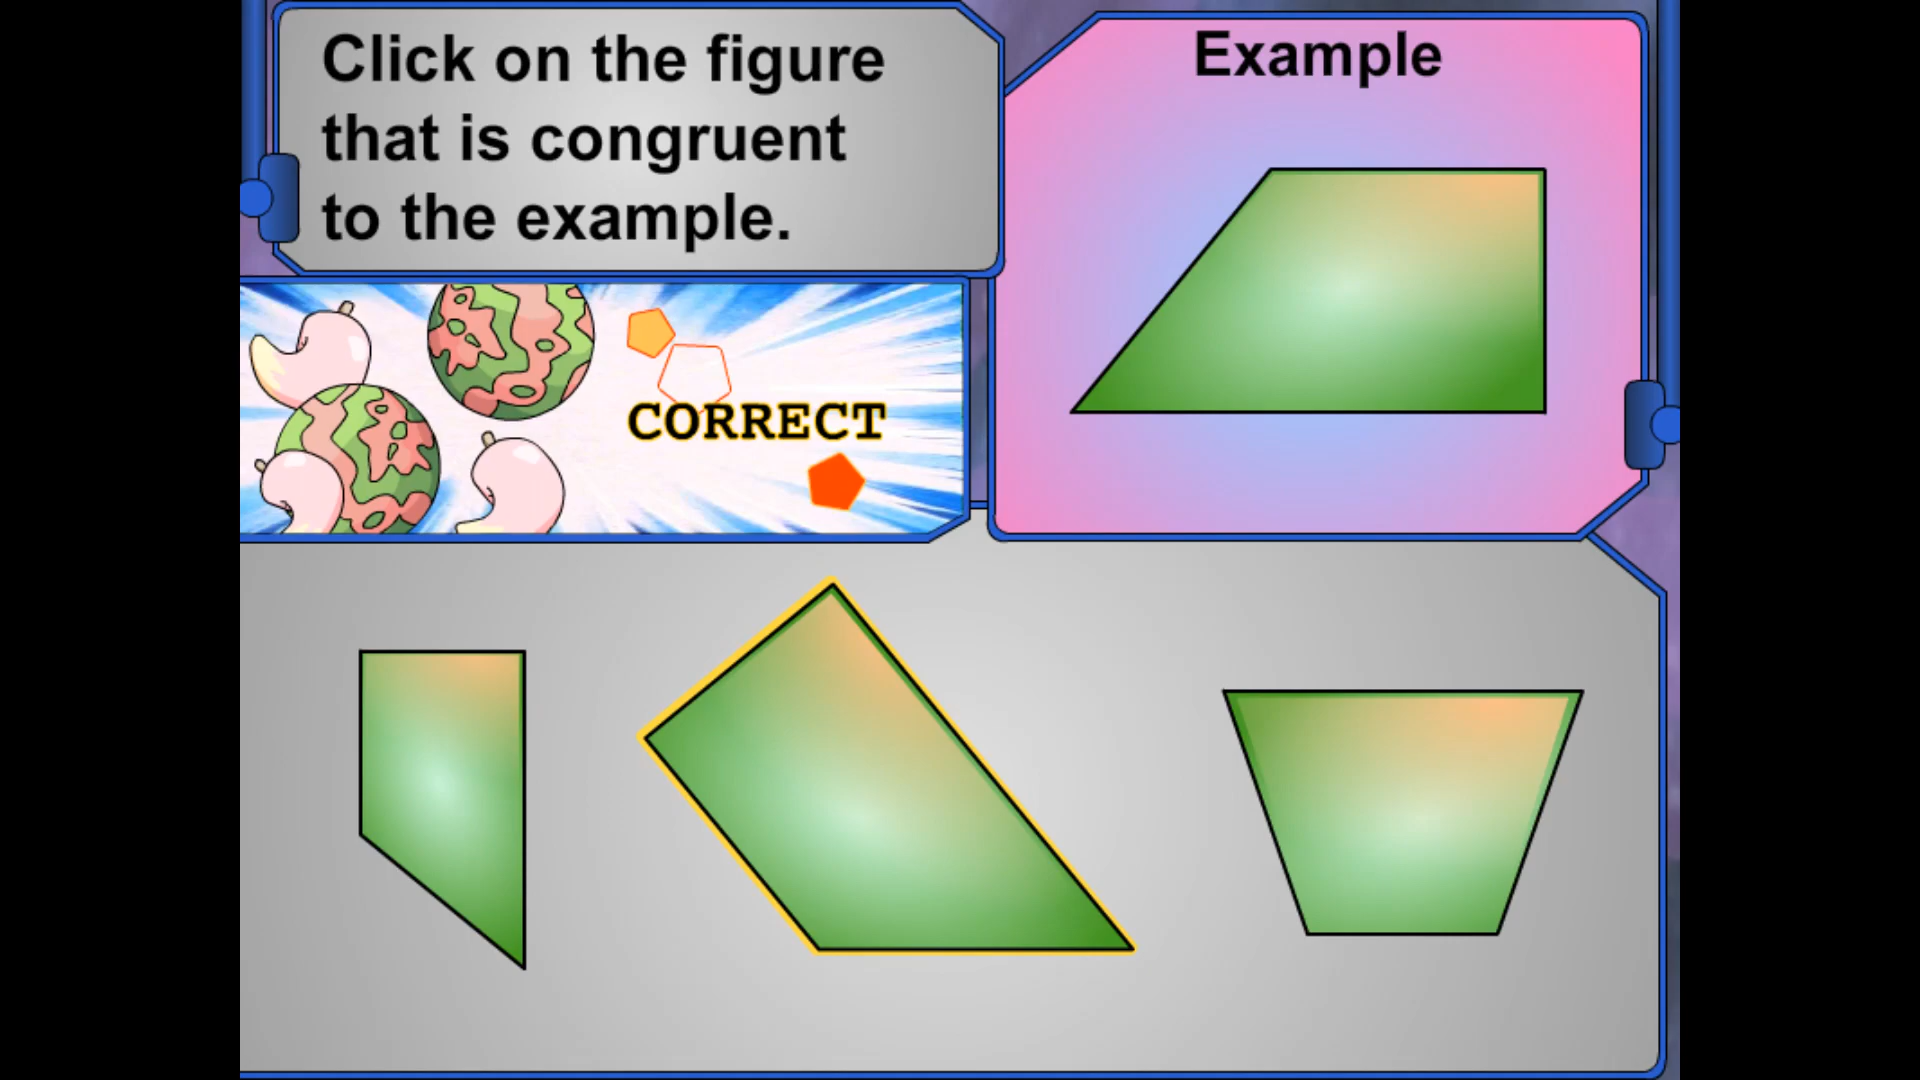 Click on the figure
that is congruent
to the example.
Example
CORRECT